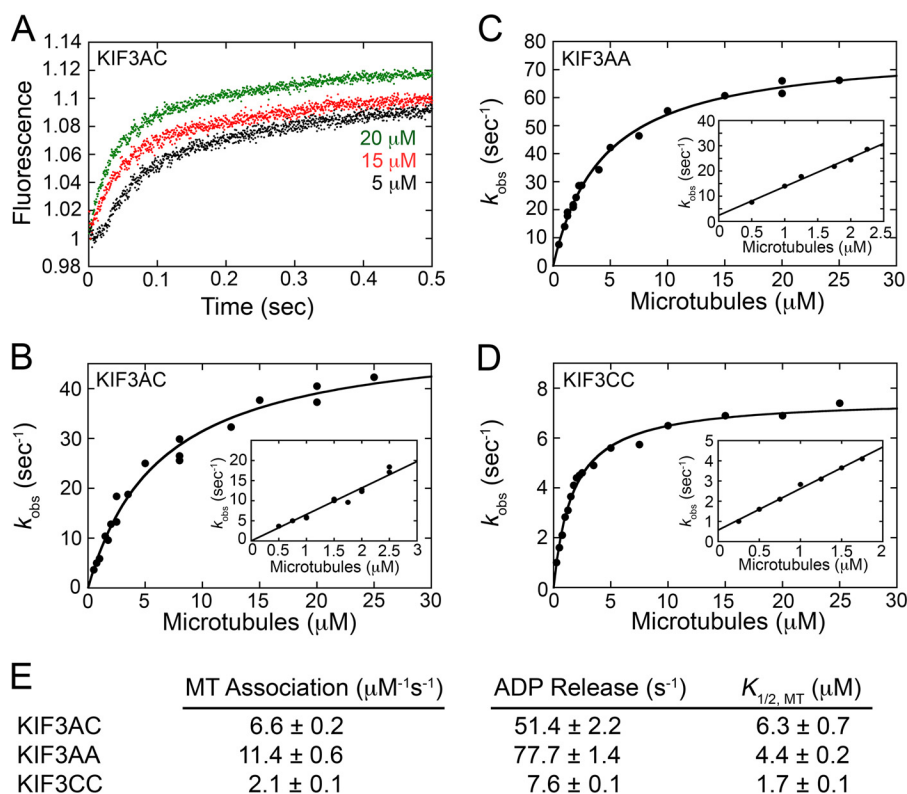 A
KIF3AC
1.14
1.12
1.10
1.08
1.06
1.04
1.02
1
0.98
Fluorescence
20 μM
15 μM
5 μM
0 0.1 0.2 0.3 0.4 0.5
Time (sec)
B
KIF3AC
40
30
20
10
0
kobs (sec-1)
0 5 10 15 20 25 30
Microtubules (μM)
20
15
10
5
0
kobs (sec-1)
0 0.5 1.0 1.5 2.0 2.5 3
Microtubules (μM)
C
KIF3AA
80
70
60
50
40
30
20
10
0
kobs (sec-1)
0 5 10 15 20 25 30
Microtubules (μM)
40
30
20
10
0
kobs (sec-1)
0 0.5 1.0 1.5 2.0 2.5
Microtubules (μM)
D
KIF3CC
8
6
4
2
0
kobs (sec-1)
0 5 10 15 20 25 30
Microtubules (μM)
5
4
3
2
1
0
kobs (sec-1)
0 0.5 1 1.5 2
Microtubules (μM)
E
MT Association (μM-1s-1) ADP Release (s-1) K1/2, MT (μM)
KIF3AC 6.6 ± 0.2 51.4 ± 2.2 6.3 ± 0.7
KIF3AA 11.4 ± 0.6 77.7 ± 1.4 4.4 ± 0.2
KIF3CC 2.1 ± 0.1 7.6 ± 0.1 1.7 ± 0.1